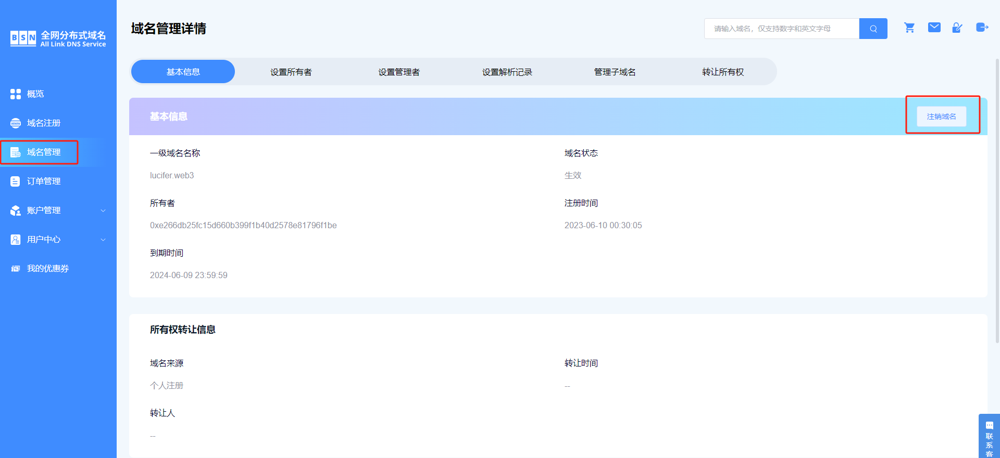 BSN 全网分布式域名
All Link DNS Service
概览
www 域名注册
域名管理
订单管理
账户管理
用户中心
我的优惠券
域名管理详情
请输入域名，仅支持数字和英文字母
基本信息 设置所有者 设置管理者 设置解析记录 管理子域名 转让所有权
基本信息 注销域名
一级域名名称 域名状态
lucifer.web3 生效
所有者 注册时间
0xe266db25fc15d660b399f1b40d2578e81796f1be 2023-06-10 00:30:05
到期时间
2024-06-09 23:59:59
所有权转让信息
域名来源 转让时间
个人注册 --
转让人
--
联
系
客